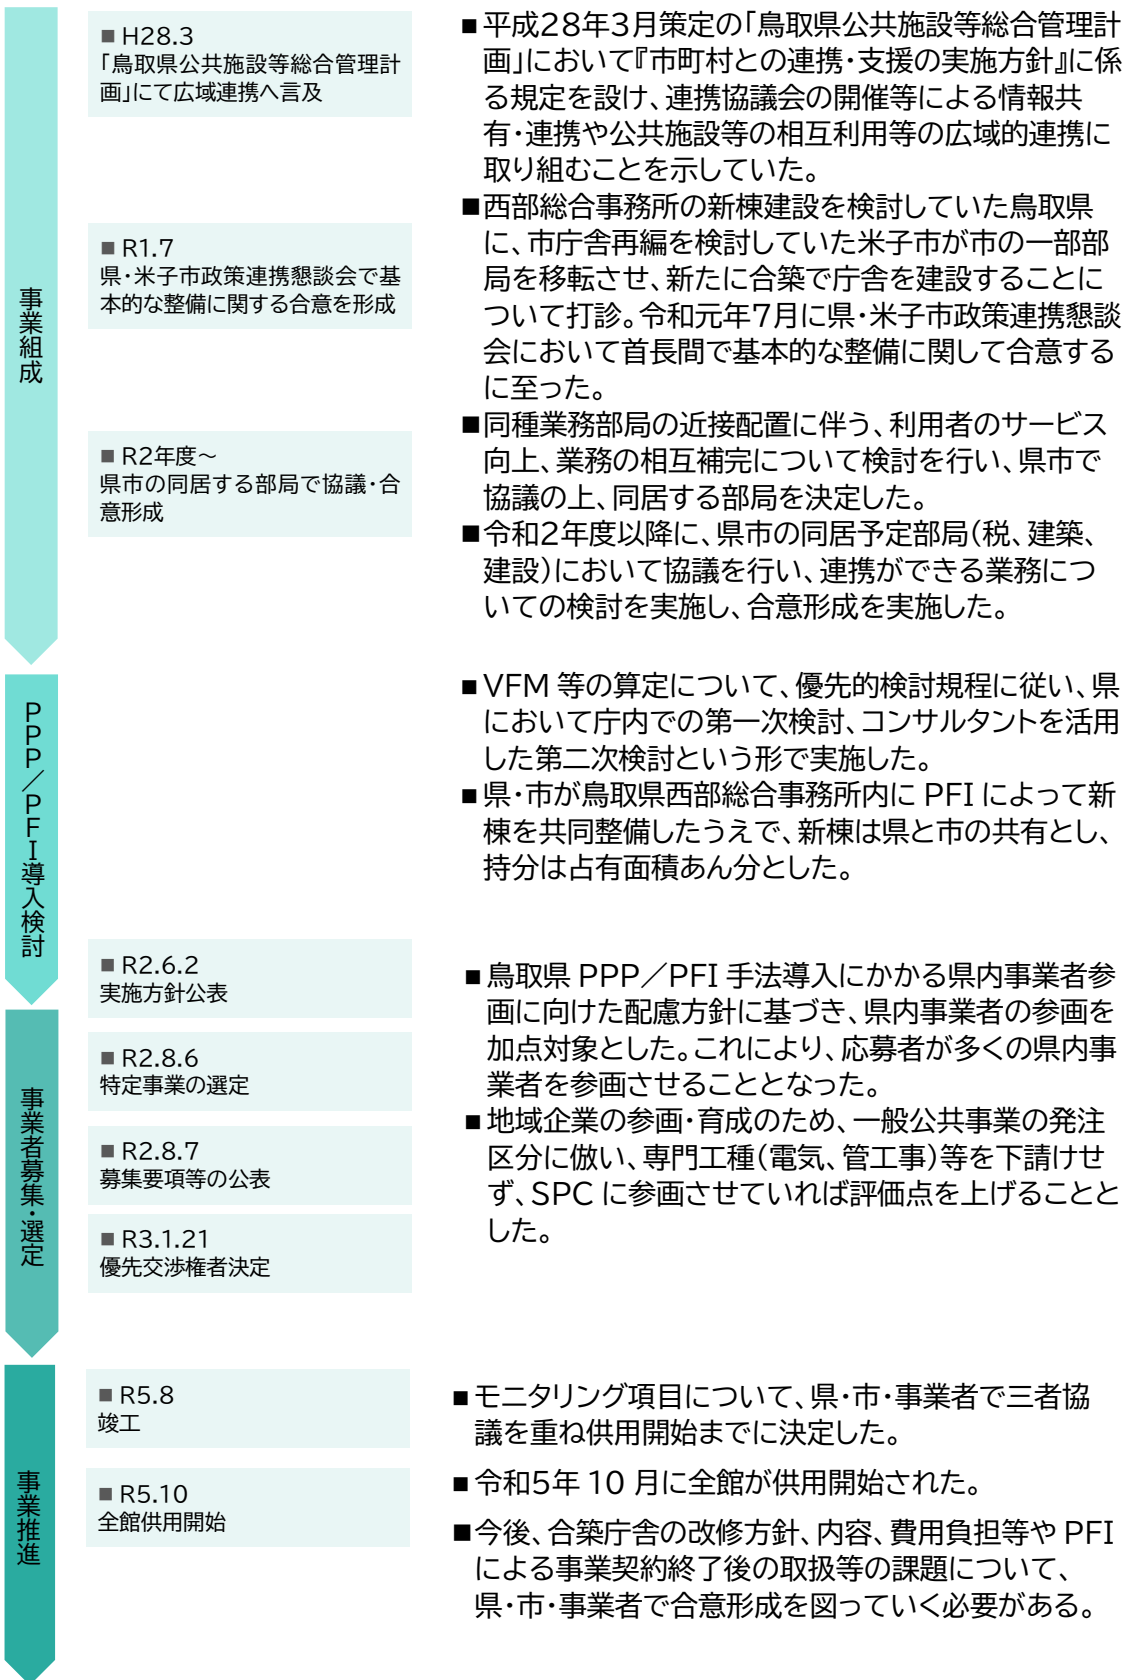 事業組成
■ H28.3
「鳥取県公共施設等総合管理計
画」にて広域連携へ言及
■ R1.7
県・米子市政策連携懇談会で基
本的な整備に関する合意を形成
■ R2年度～
県市の同居する部局で協議・合
意形成
■平成28年3月策定の「鳥取県公共施設等総合管理計
画」において『市町村との連携・支援の実施方針』に係
る規定を設け、連携協議会の開催等による情報共
有・連携や公共施設等の相互利用等の広域的連携に
取り組むことを示していた。
■西部総合事務所の新棟建設を検討していた鳥取県
に、市庁舎再編を検討していた米子市が市の一部部
局を移転させ、新たに合築で庁舎を建設することに
ついて打診。令和元年7月に県・米子市政策連携懇談
会において首長間で基本的な整備に関して合意する
に至った。
■同種業務部局の近接配置に伴う、利用者のサービス
向上、業務の相互補完について検討を行い、県市で
協議の上、同居する部局を決定した。
■令和2年度以降に、県市の同居予定部局（税、建築、
建設）において協議を行い、連携ができる業務につ
いての検討を実施し、合意形成を実施した。
PPP／PFI導入検討
■VFM 等の算定について、優先的検討規程に従い、県
において庁内での第一次検討、コンサルタントを活用
した第二次検討という形で実施した。
■県・市が鳥取県西部総合事務所内に PFI によって新
棟を共同整備したうえで、新棟は県と市の共有とし、
持分は占有面積あん分とした。
事業者募集・選定
■ R2.6.2
実施方針公表
■ R2.8.6
特定事業の選定
■ R2.8.7
募集要項等の公表
■ R3.1.21
優先交渉権者決定
■鳥取県 PPP／PFI 手法導入にかかる県内事業者参
画に向けた配慮方針に基づき、県内事業者の参画を
加点対象とした。これにより、応募者が多くの県内事
業者を参画させることとなった。
■地域企業の参画・育成のため、一般公共事業の発注
区分に倣い、専門工種（電気、管工事）等を下請けせ
ず、SPC に参画させていれば評価点を上げることと
した。
事業推進
■ R5.8
竣工
■ R5.10
全館供用開始
■モニタリング項目について、県・市・事業者で三者協
議を重ね供用開始までに決定した。
■令和5年 10 月に全館が供用開始された。
■今後、合築庁舎の改修方針、内容、費用負担等や PFI
による事業契約終了後の取扱等の課題について、
県・市・事業者で合意形成を図っていく必要がある。